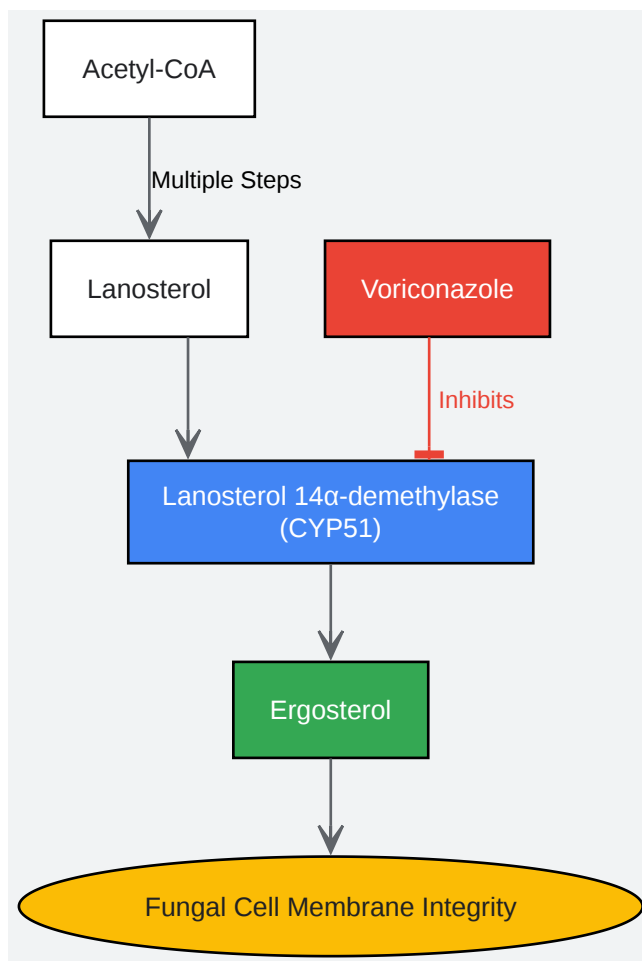 Acetyl-CoA
Multiple Steps
Lanosterol
Voriconazole
Inhibits
Lanosterol 14α-demethylase
(CYP51)
Ergosterol
Fungal Cell Membrane Integrity